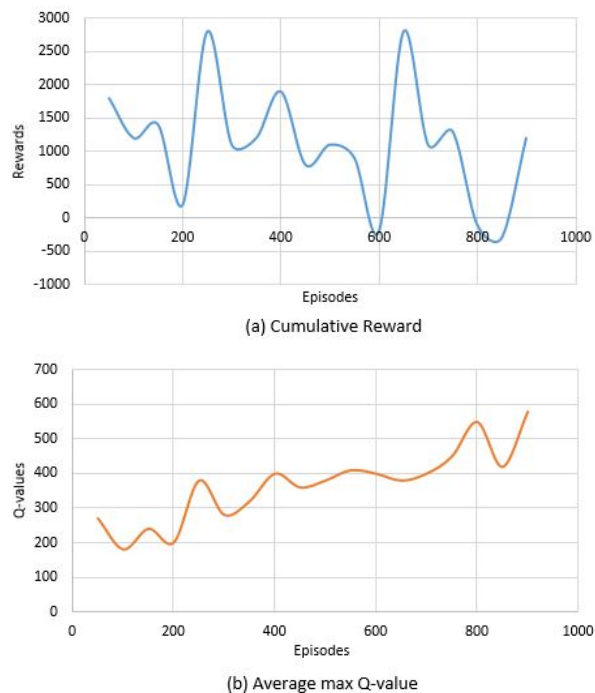 3000
2500
2000
1500
1000
500
0
-500
-1000
Rewards
0 200 400 600 800 1000
Episodes
(a) Cumulative Reward
700
600
500
400
300
200
100
0
Q-values
0 200 400 600 800 1000
Episodes
(b) Average max Q-value